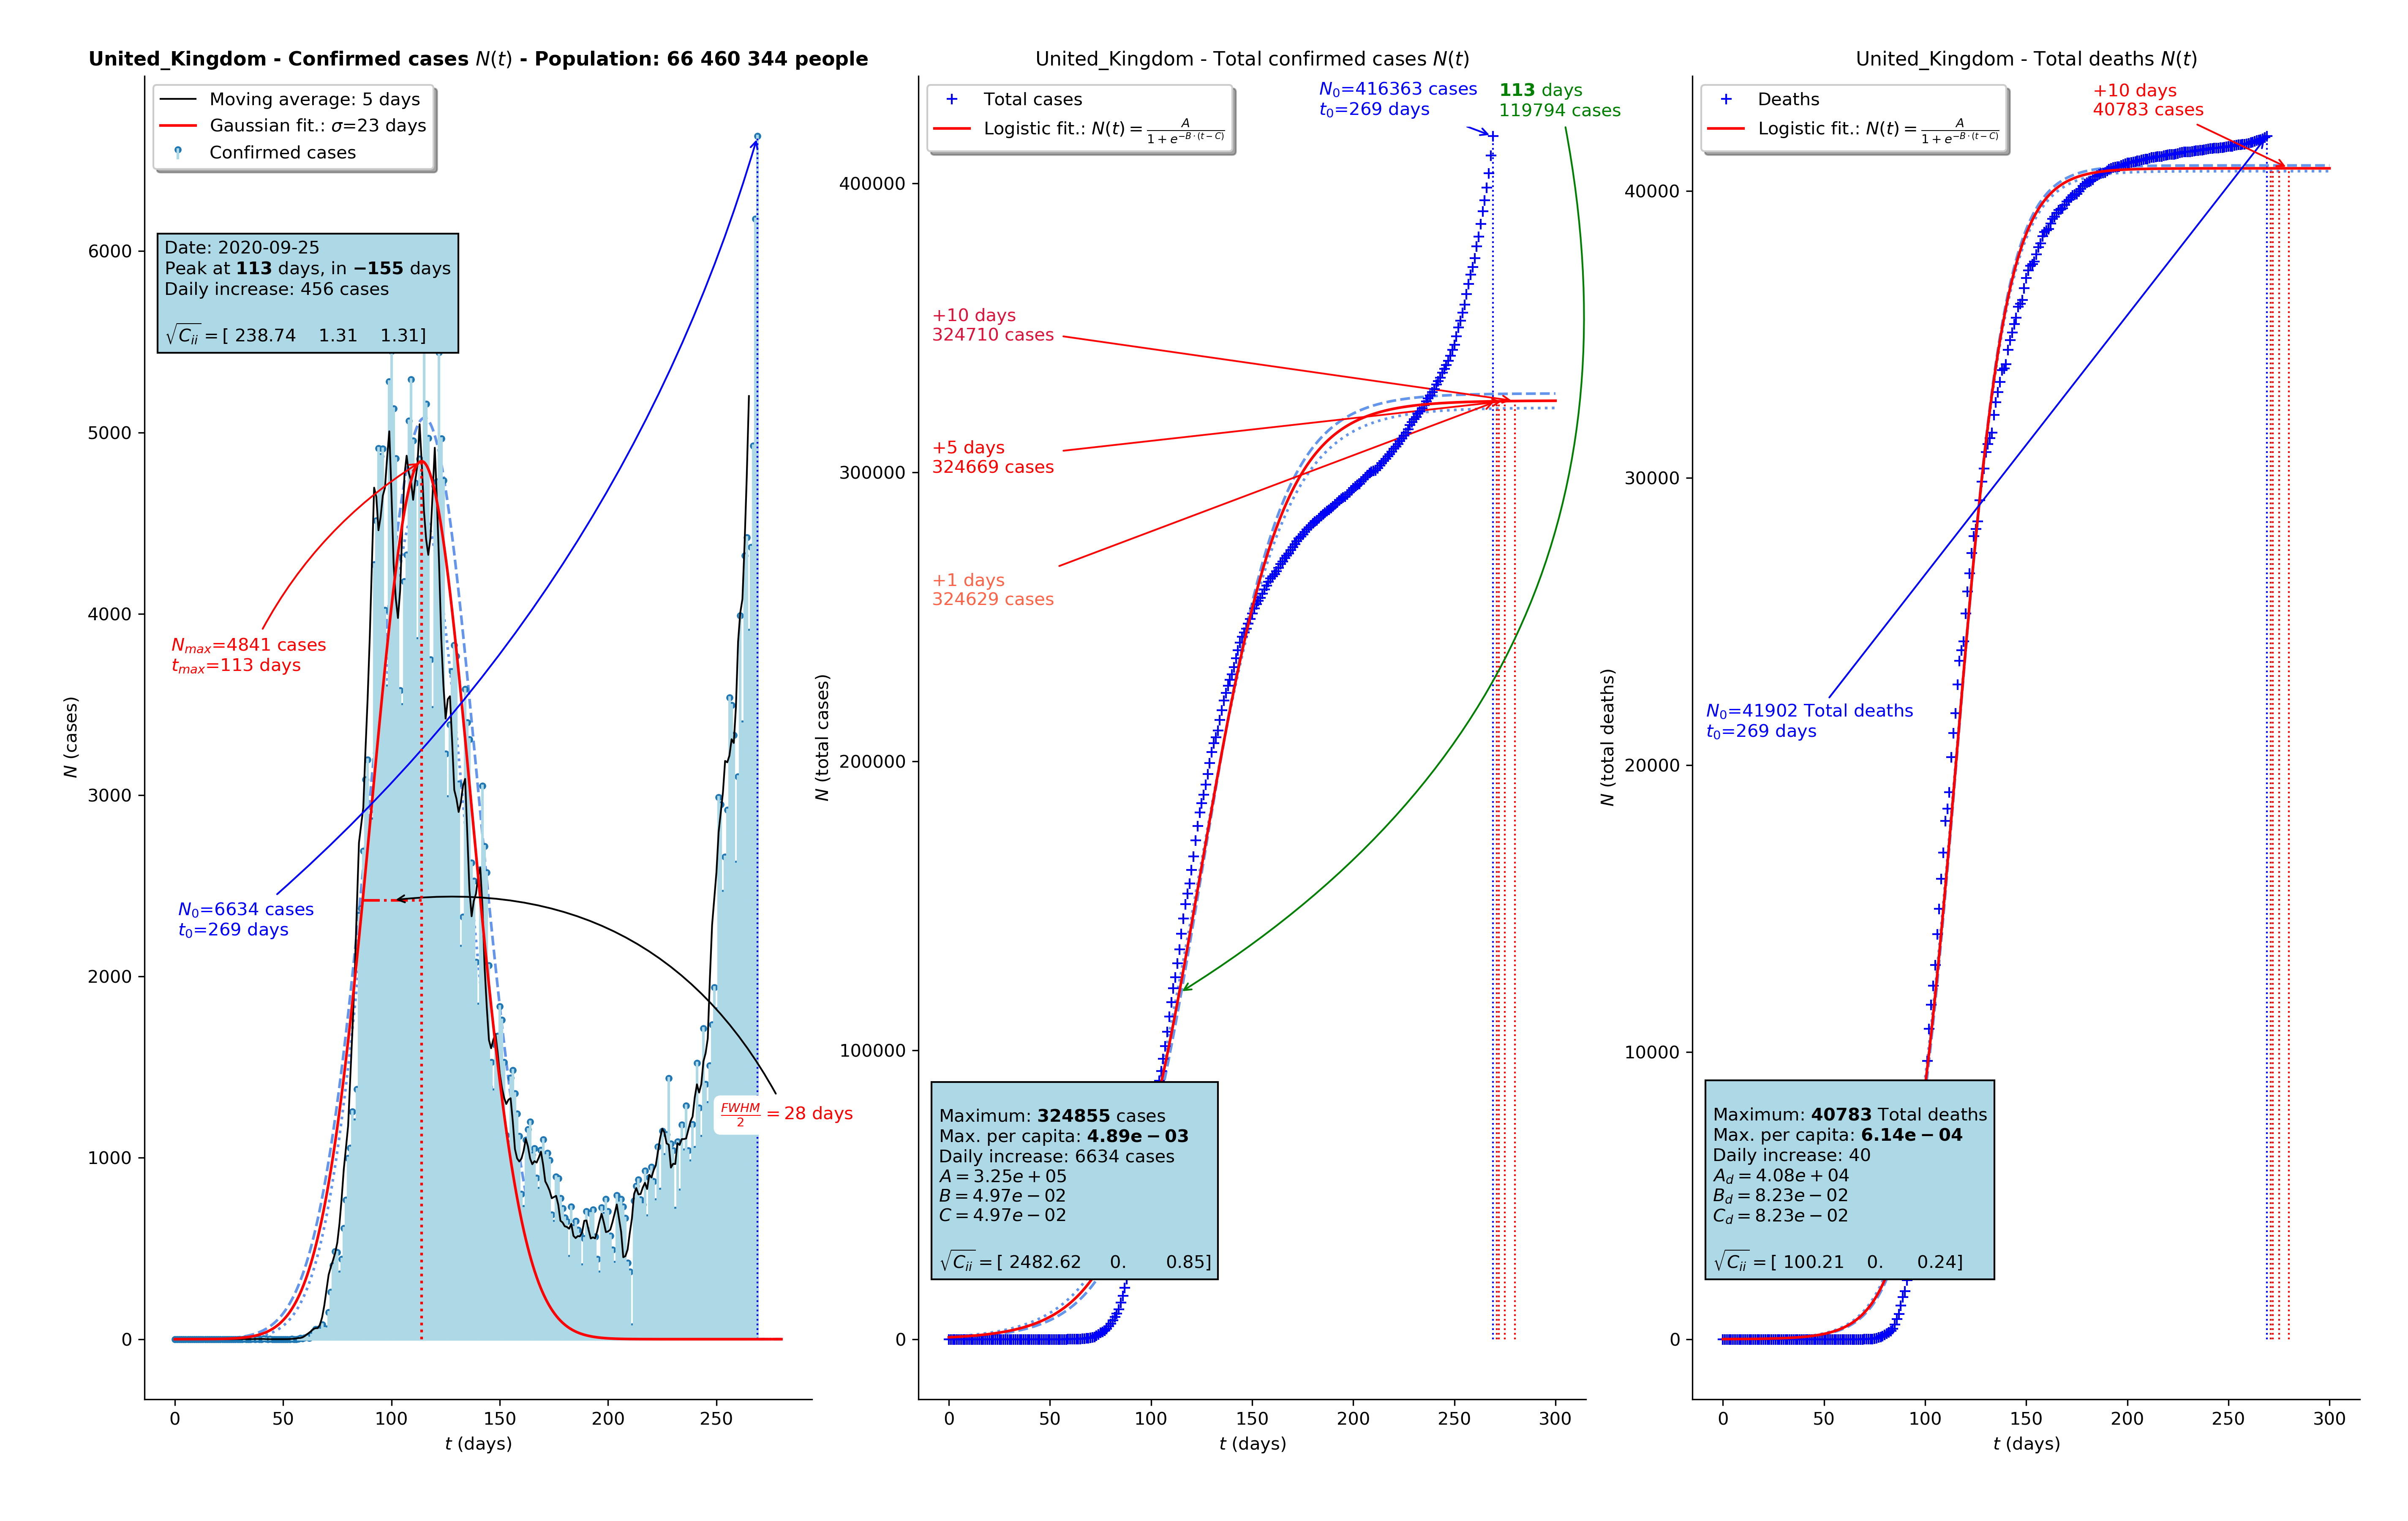 United_Kingdom - Confirmed cases N(t) - Population: 66 460 344 people
Moving average: 5 days
Gaussian fit.: σ=23 days
Confirmed cases
Date: 2020-09-25
Peak at 113 days, in −155 days
Daily increase: 456 cases
√Cᵢᵢ = [ 238.74 1.31 1.31]
N_max=4841 cases
t_max=113 days
N₀=6634 cases
t₀=269 days
FWHM/2 = 28 days
N (cases)
6000
5000
4000
3000
2000
1000
0
0 50 100 150 200 250
t (days)
United_Kingdom - Total confirmed cases N(t)
Total cases
Logistic fit.: N(t) = A/(1 + e^(−B·(t−C)))
N₀=416363 cases
t₀=269 days
113 days
119794 cases
+10 days
324710 cases
+5 days
324669 cases
+1 days
324629 cases
Maximum: 324855 cases
Max. per capita: 4.89e − 03
Daily increase: 6634 cases
A = 3.25e + 05
B = 4.97e − 02
C = 4.97e − 02
√Cᵢᵢ = [ 2482.62 0. 0.85]
N (total cases)
400000
300000
200000
100000
0
0 50 100 150 200 250 300
t (days)
United_Kingdom - Total deaths N(t)
Deaths
Logistic fit.: N(t) = A/(1 + e^(−B·(t−C)))
+10 days
40783 cases
N₀=41902 Total deaths
t₀=269 days
Maximum: 40783 Total deaths
Max. per capita: 6.14e − 04
Daily increase: 40
A_d = 4.08e + 04
B_d = 8.23e − 02
C_d = 8.23e − 02
√Cᵢᵢ = [ 100.21 0. 0.24]
N (total deaths)
40000
30000
20000
10000
0
0 50 100 150 200 250 300
t (days)